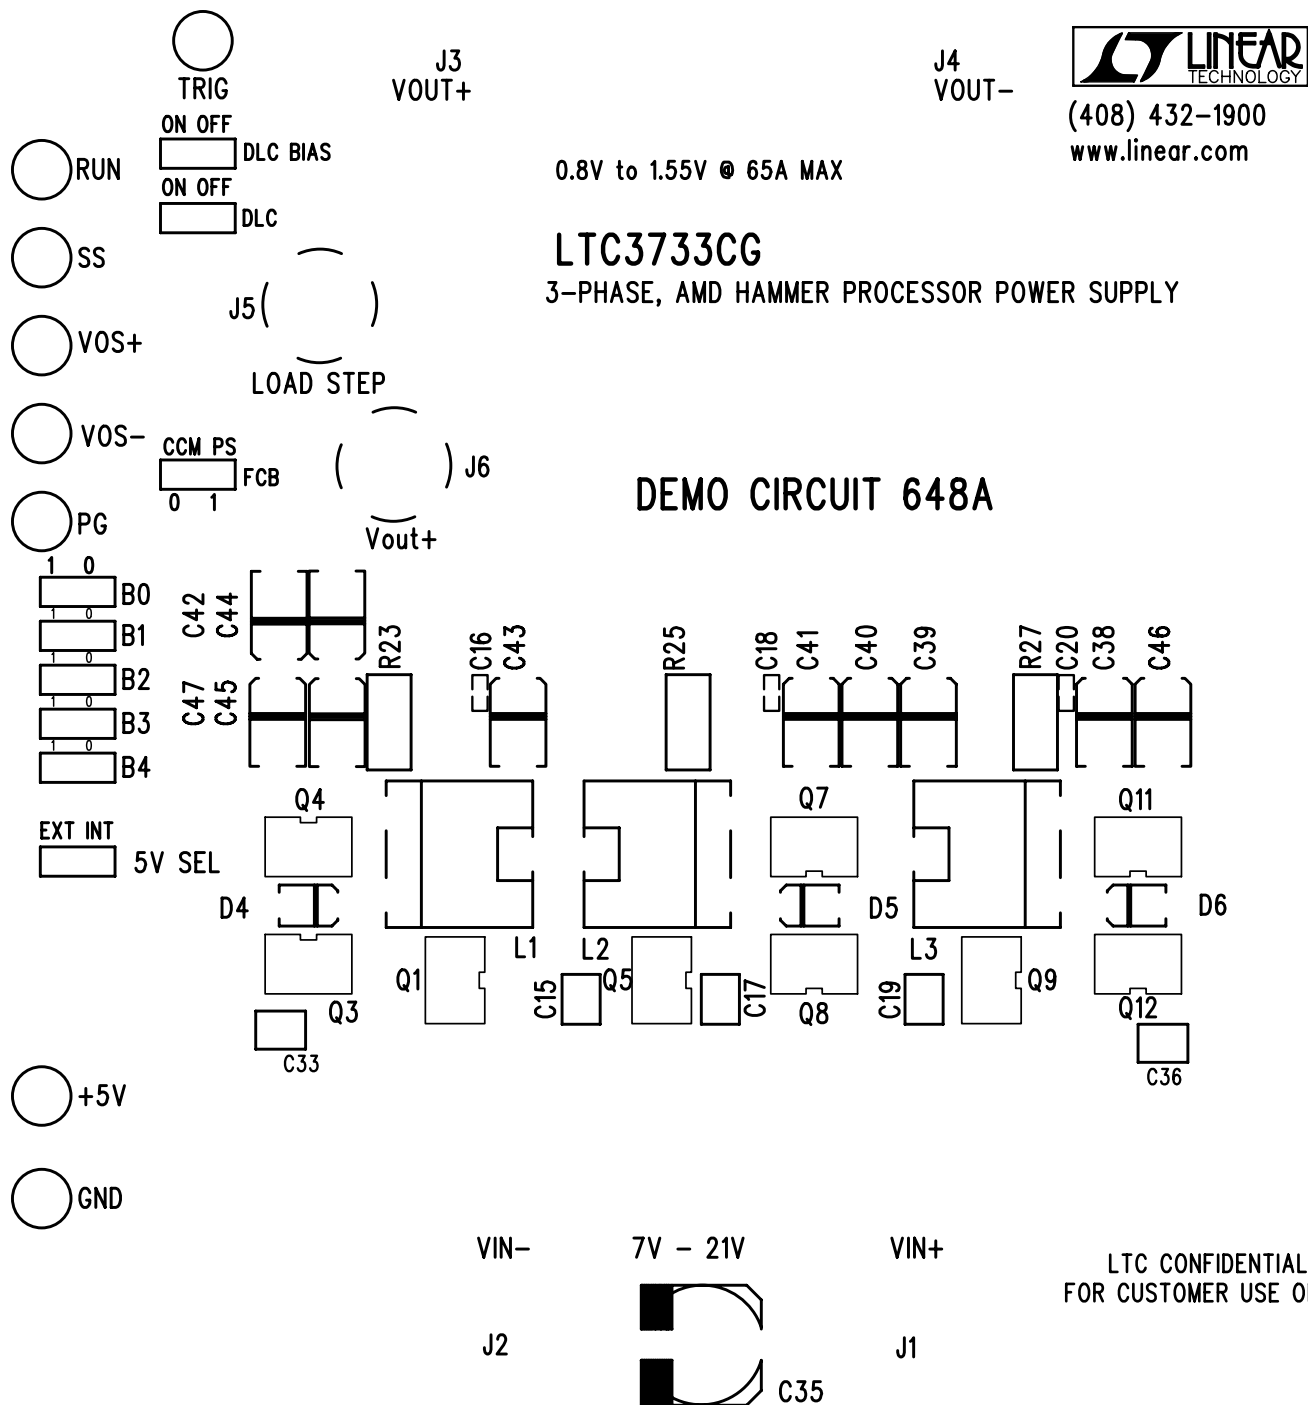 TRIG
J3
VOUT+
J4
VOUT-
LINEAR
TECHNOLOGY
(408) 432-1900
www.linear.com
ON OFF
DLC BIAS
RUN
0.8V to 1.55V @ 65A MAX
ON OFF
DLC
LTC3733CG
3-PHASE, AMD HAMMER PROCESSOR POWER SUPPLY
SS
J5
LOAD STEP
VOS+
VOS-
CCM PS
FCB
0 1
J6
Vout+
DEMO CIRCUIT 648A
PG
1 0
B0
1 0
B1
1 0
B2
1 0
B3
1 0
B4
C42
C44
C47
C45
R23
C16
C43
R25
C18
C41
C40
C39
R27
C20
C38
C46
EXT INT
5V SEL
Q4
Q7
Q11
D4
D5
D6
L1
L2
L3
Q3
Q1
C15
Q5
C17
Q8
C19
Q9
Q12
C33
C36
+5V
GND
VIN-
7V - 21V
VIN+
LTC CONFIDENTIAL
FOR CUSTOMER USE
J2
J1
C35